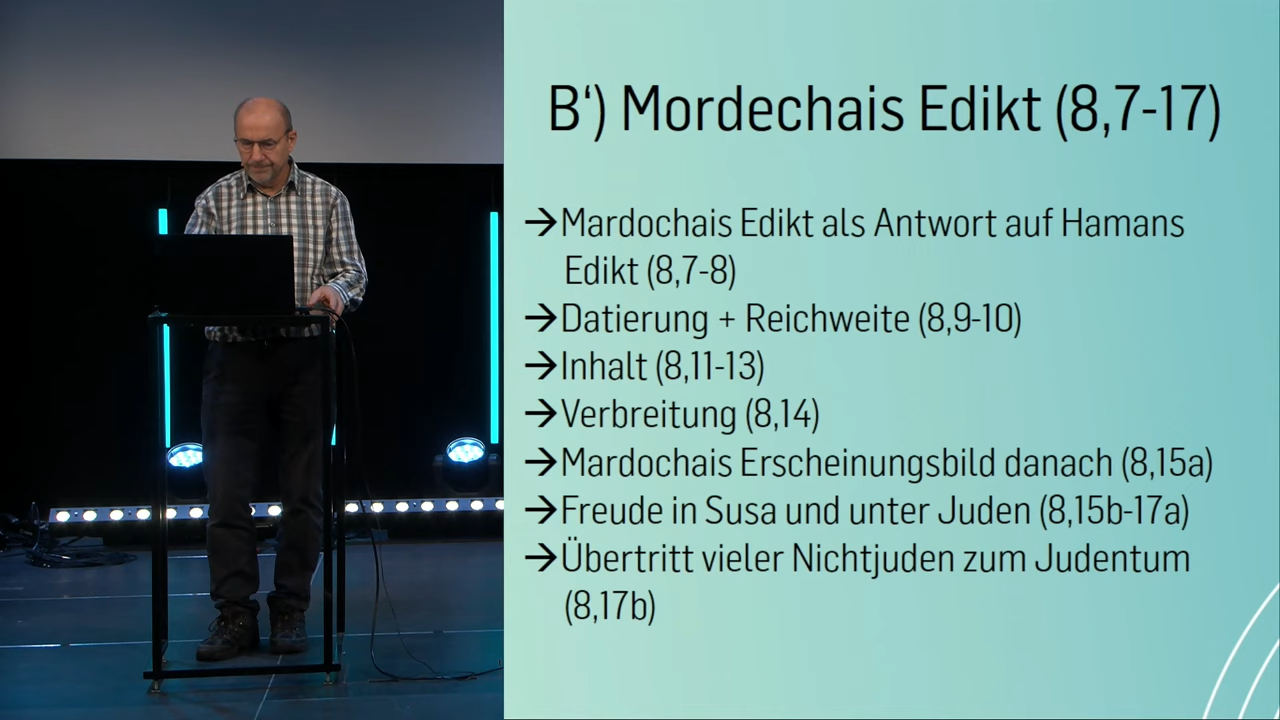 B‘) Mordechais Edikt (8,7-17)
→Mardochais Edikt als Antwort auf Hamans
Edikt (8,7-8)
→Datierung + Reichweite (8,9-10)
→Inhalt (8,11-13)
→Verbreitung (8,14)
→Mardochais Erscheinungsbild danach (8,15a)
→Freude in Susa und unter Juden (8,15b-17a)
→Übertritt vieler Nichtjuden zum Judentum
(8,17b)